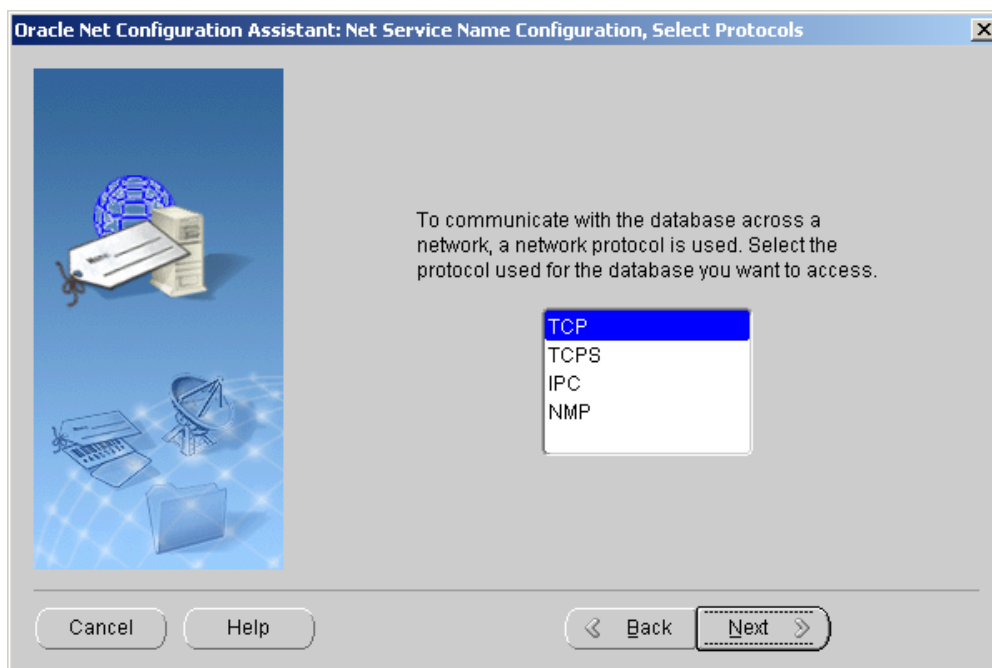 Oracle Net Configuration Assistant: Net Service Name Configuration, Select Protocols
To communicate with the database across a
network, a network protocol is used. Select the
protocol used for the database you want to access.
TCP
TCPS
IPC
NMP
Cancel
Help
Back
Next